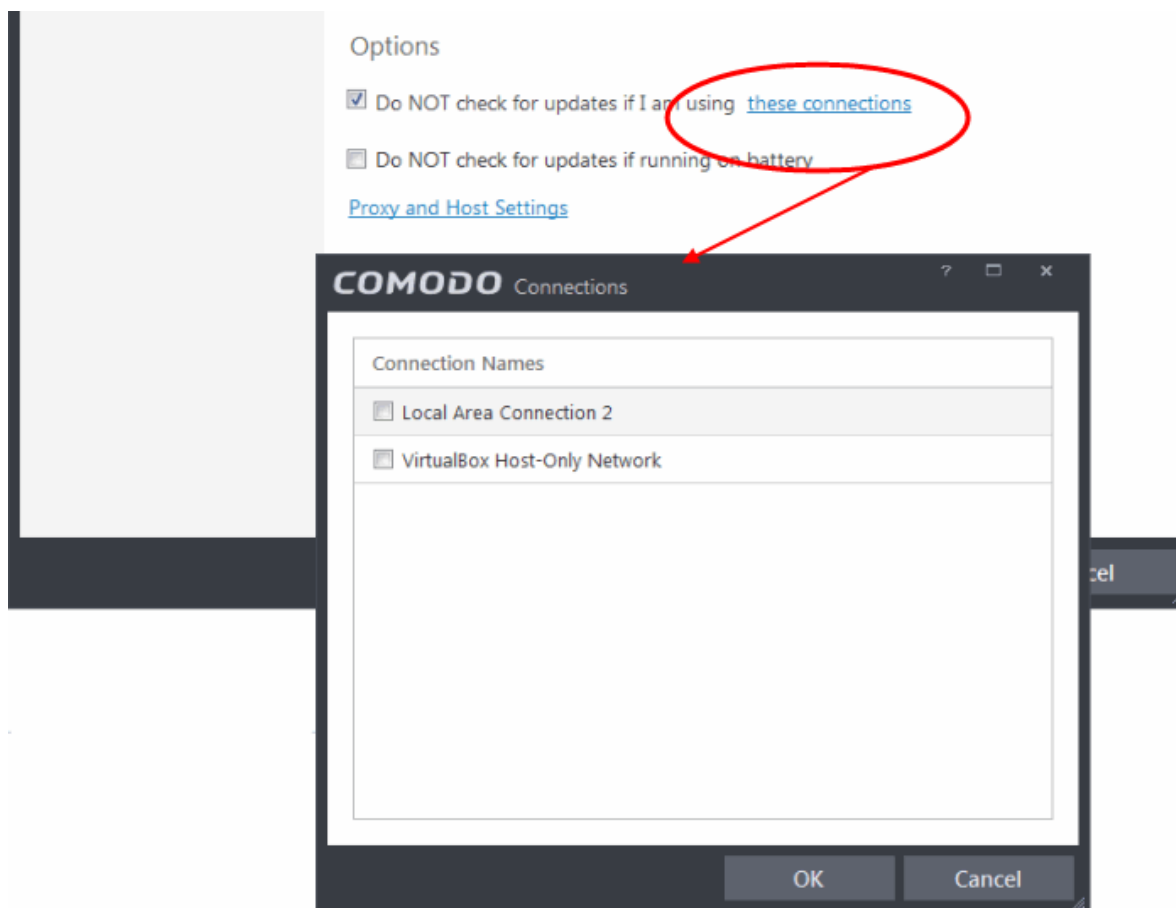 Options
Do NOT check for updates if I am using these connections
Do NOT check for updates if running on battery
Proxy and Host Settings
COMODO Connections ?
Connection Names
Local Area Connection 2
VirtualBox Host-Only Network
cel
OK Cancel